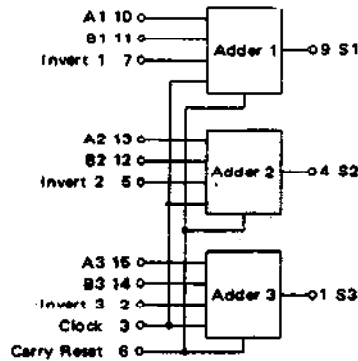 A1 10
B1 11
Invert 1 7
Adder 1
9 S1
A2 13
B2 12
Invert 2 5
Adder 2
4 S2
A3 15
B3 14
Invert 3 2
Clock 3
Carry Reset 6
Adder 3
1 S3